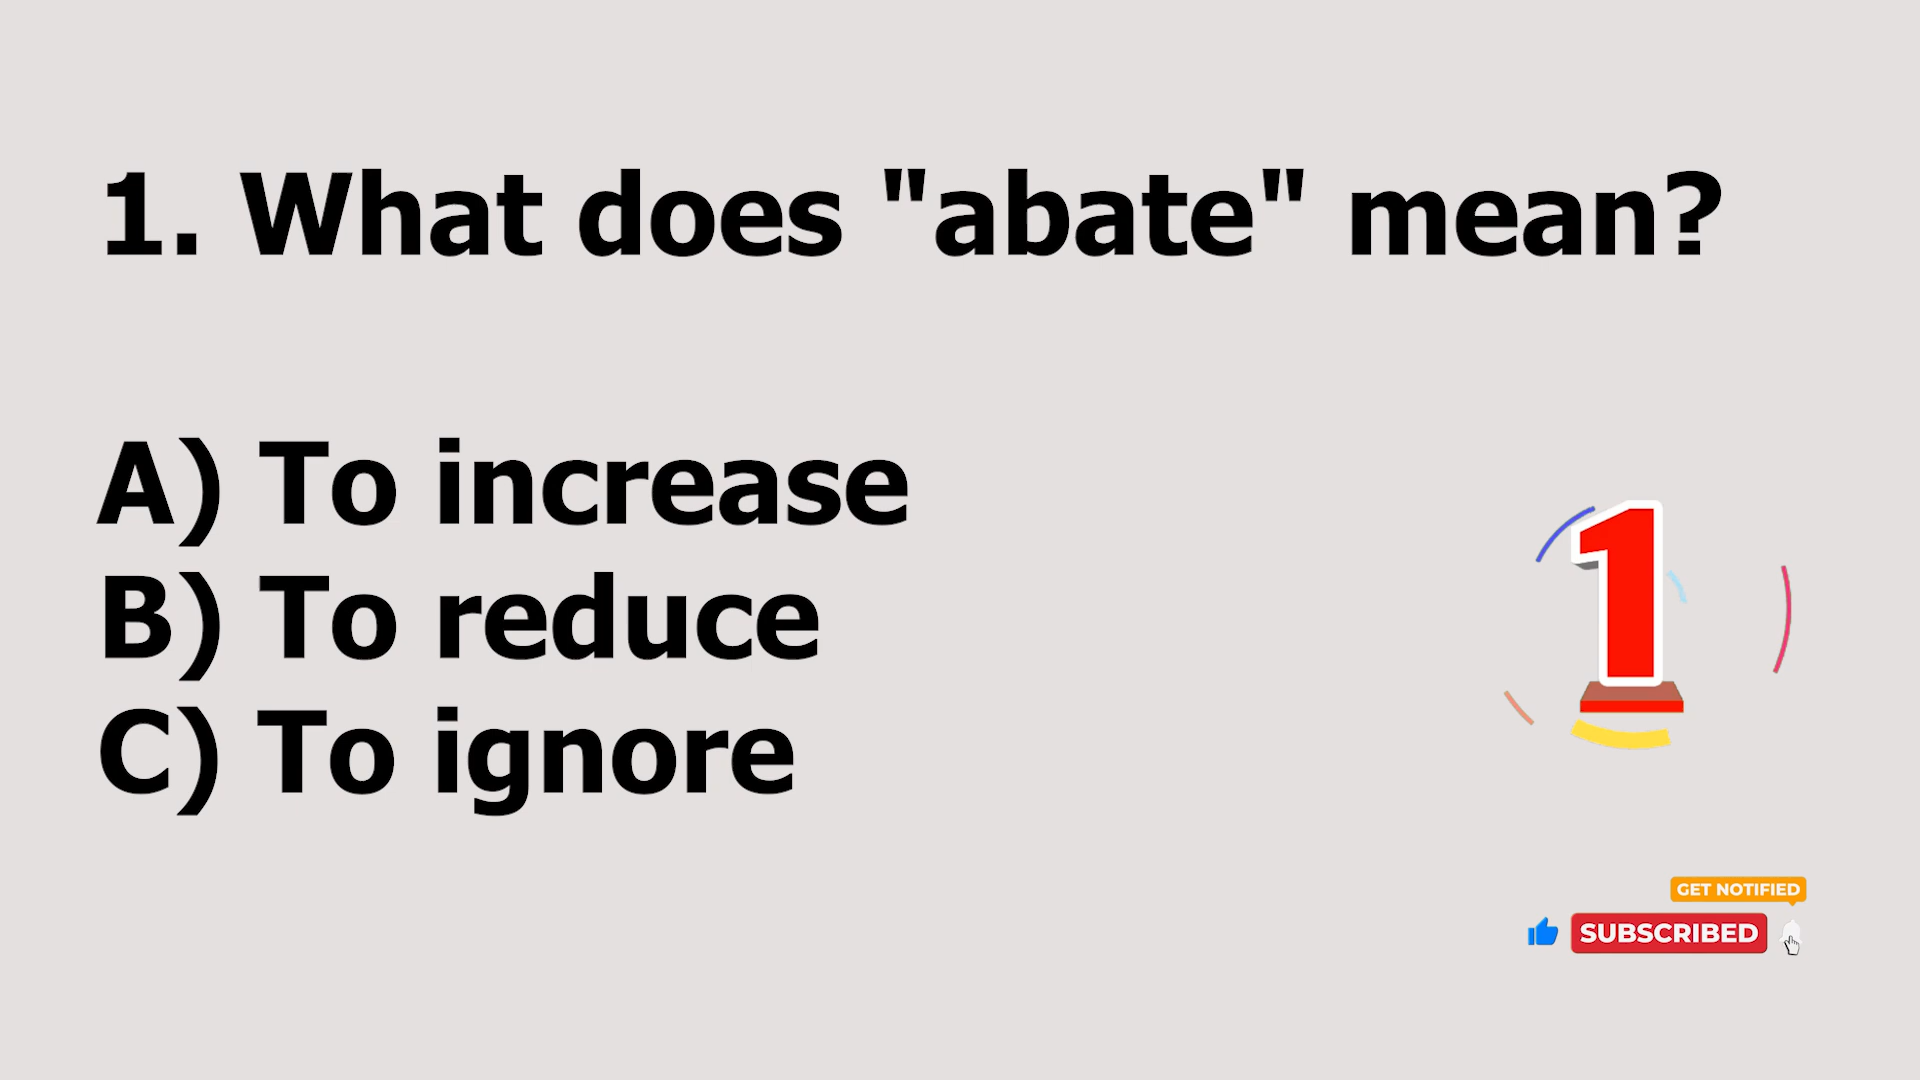 1. What does "abate" mean?
A) To increase
B) To reduce
C) To ignore
1
GET NOTIFIED
SUBSCRIBED